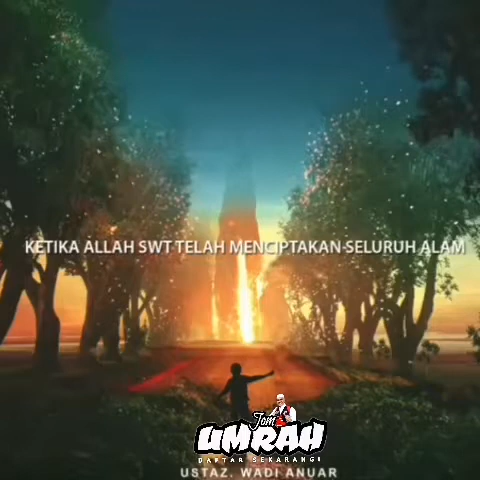 KETIKA ALLAH SWT TELAH MENCIPTAKAN SELURUH ALAM
Jom
UMRAH
DAFTAR SEKARANG!
USTAZ. WADI ANUAR